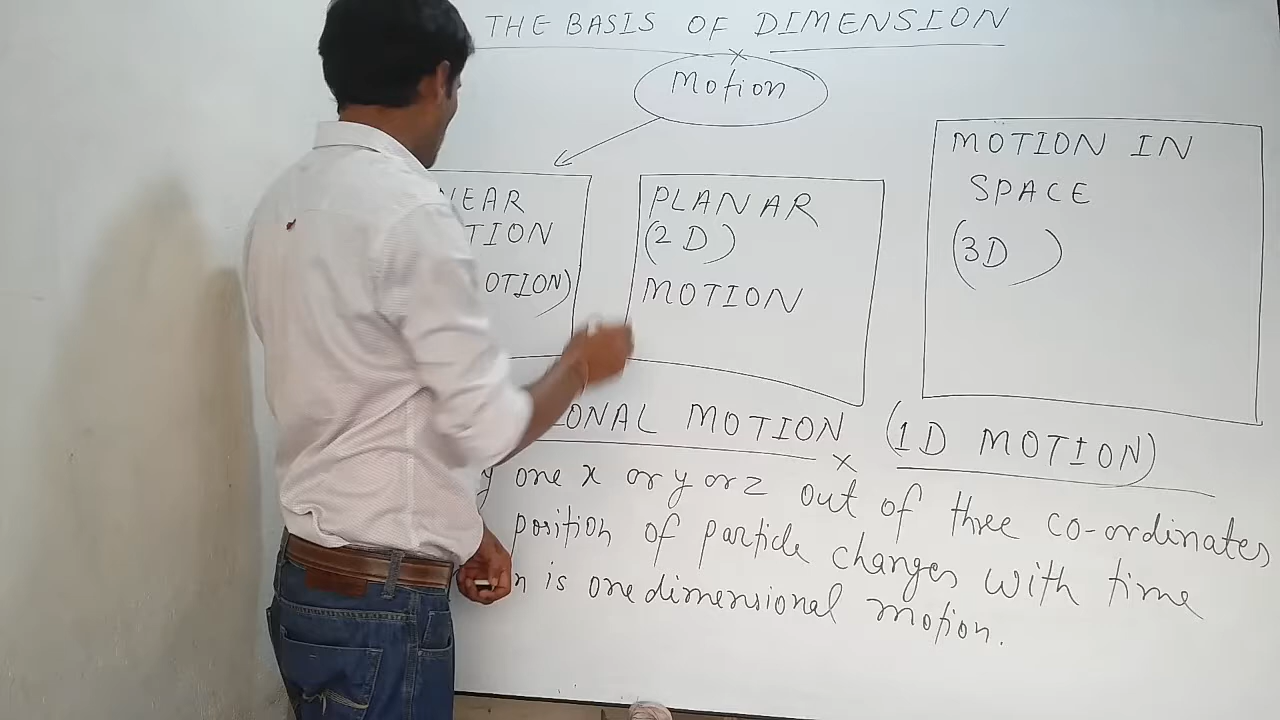 THE BASIS OF DIMENSION
Motion
NEAR
TION
OTION)
PLANAR
(2D)
MOTION
MOTION IN
SPACE
(3D )
IONAL MOTION (1D MOTION)
y one x or y or z out of three co-ordinates,
position of particle changes with time
n is one dimensional motion.